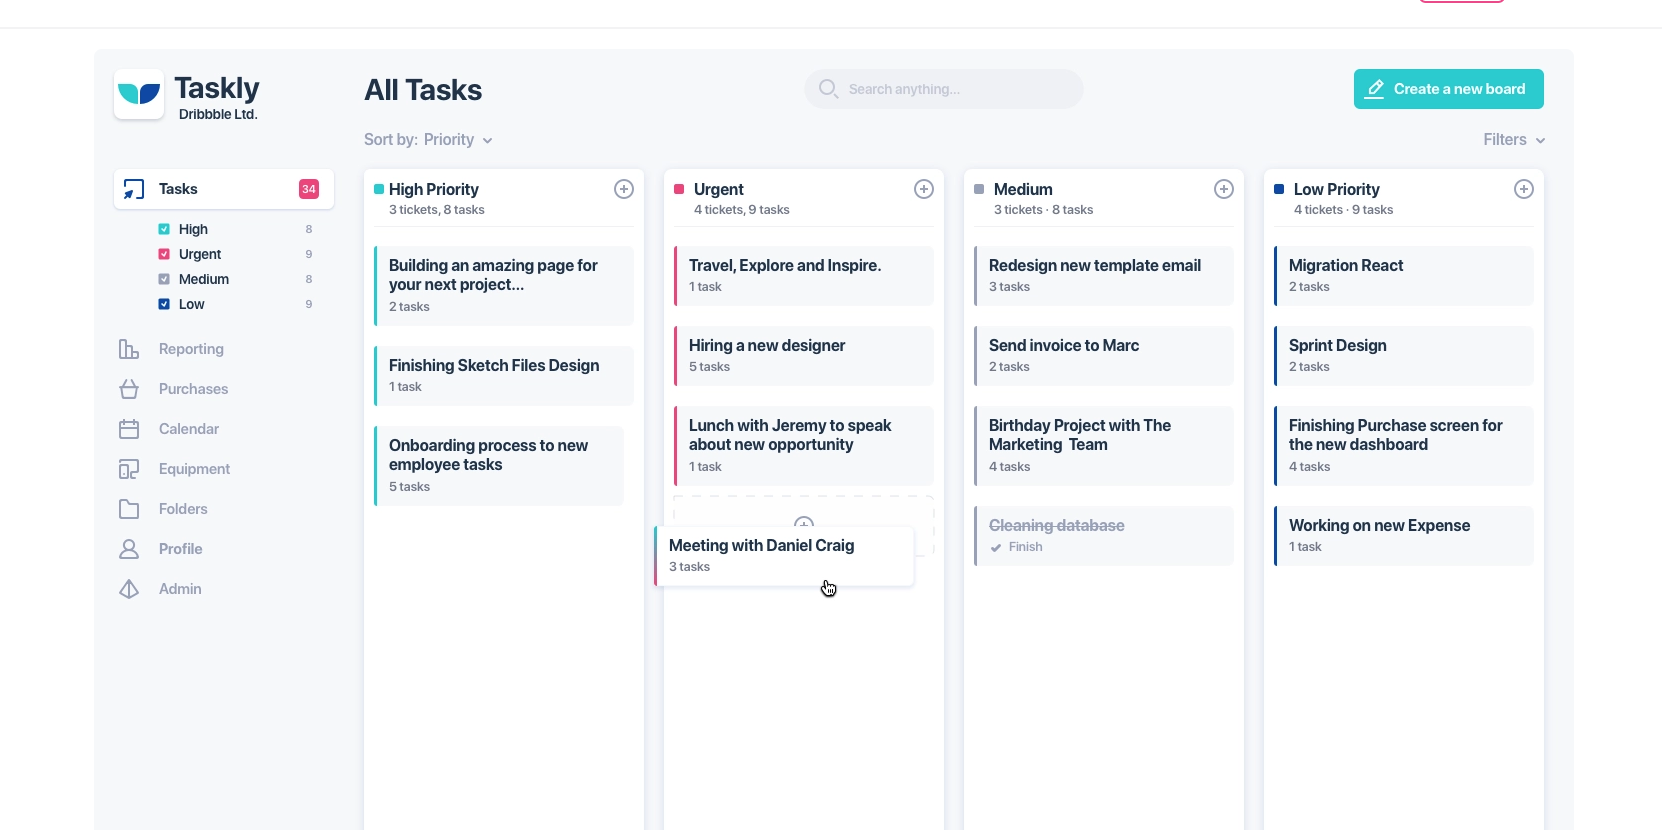 Taskly
Dribbble Ltd.
All Tasks
Search anything...
Create a new board
Sort by: Priority
Filters
Tasks
34
High
8
Urgent
9
Medium
8
Low
9
Reporting
Purchases
Calendar
Equipment
Folders
Profile
Admin
High Priority
3 tickets, 8 tasks
Building an amazing page for
your next project...
2 tasks
Finishing Sketch Files Design
1 task
Onboarding process to new
employee tasks
5 tasks
Urgent
4 tickets, 9 tasks
Travel, Explore and Inspire.
1 task
Hiring a new designer
5 tasks
Lunch with Jeremy to speak
about new opportunity
1 task
Meeting with Daniel Craig
3 tasks
Medium
3 tickets · 8 tasks
Redesign new template email
3 tasks
Send invoice to Marc
2 tasks
Birthday Project with The
Marketing Team
4 tasks
Cleaning database
Finish
Low Priority
4 tickets · 9 tasks
Migration React
2 tasks
Sprint Design
2 tasks
Finishing Purchase screen for
the new dashboard
4 tasks
Working on new Expense
1 task